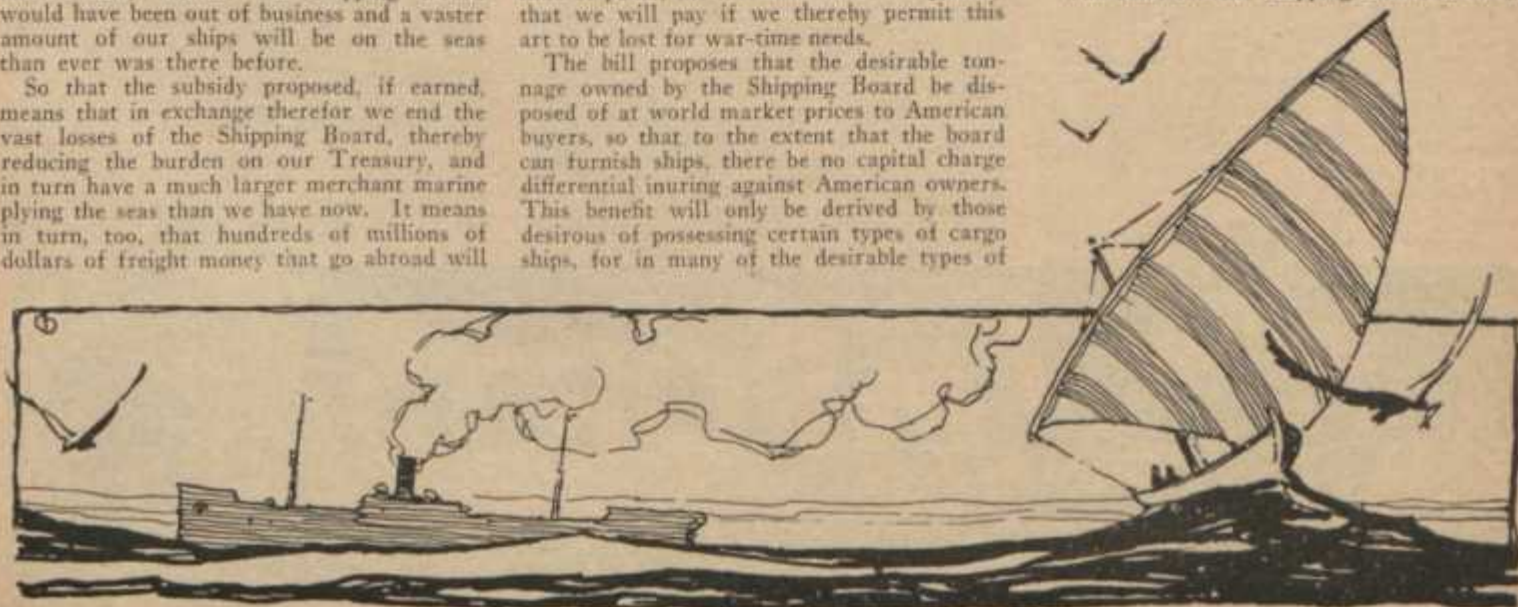 would have been out of business and a vaster
amount of our ships will be on the seas
than ever was there before.
So that the subsidy proposed, if earned,
means that in exchange therefor we end the
vast losses of the Shipping Board, thereby
reducing the burden on our Treasury, and
in turn have a much larger merchant marine
plying the seas than we have now. It means
in turn, too, that hundreds of millions of
dollars of freight money that go abroad will
that we will pay if we thereby permit this
art to be lost for war-time needs.
The bill proposes that the desirable ton-
nage owned by the Shipping Board be dis-
posed of at world market prices to American
buyers, so that to the extent that the board
can furnish ships, there be no capital charge
differential inuring against American owners.
This benefit will only be derived by those
desirous of possessing certain types of cargo
ships, for in many of the desirable types of